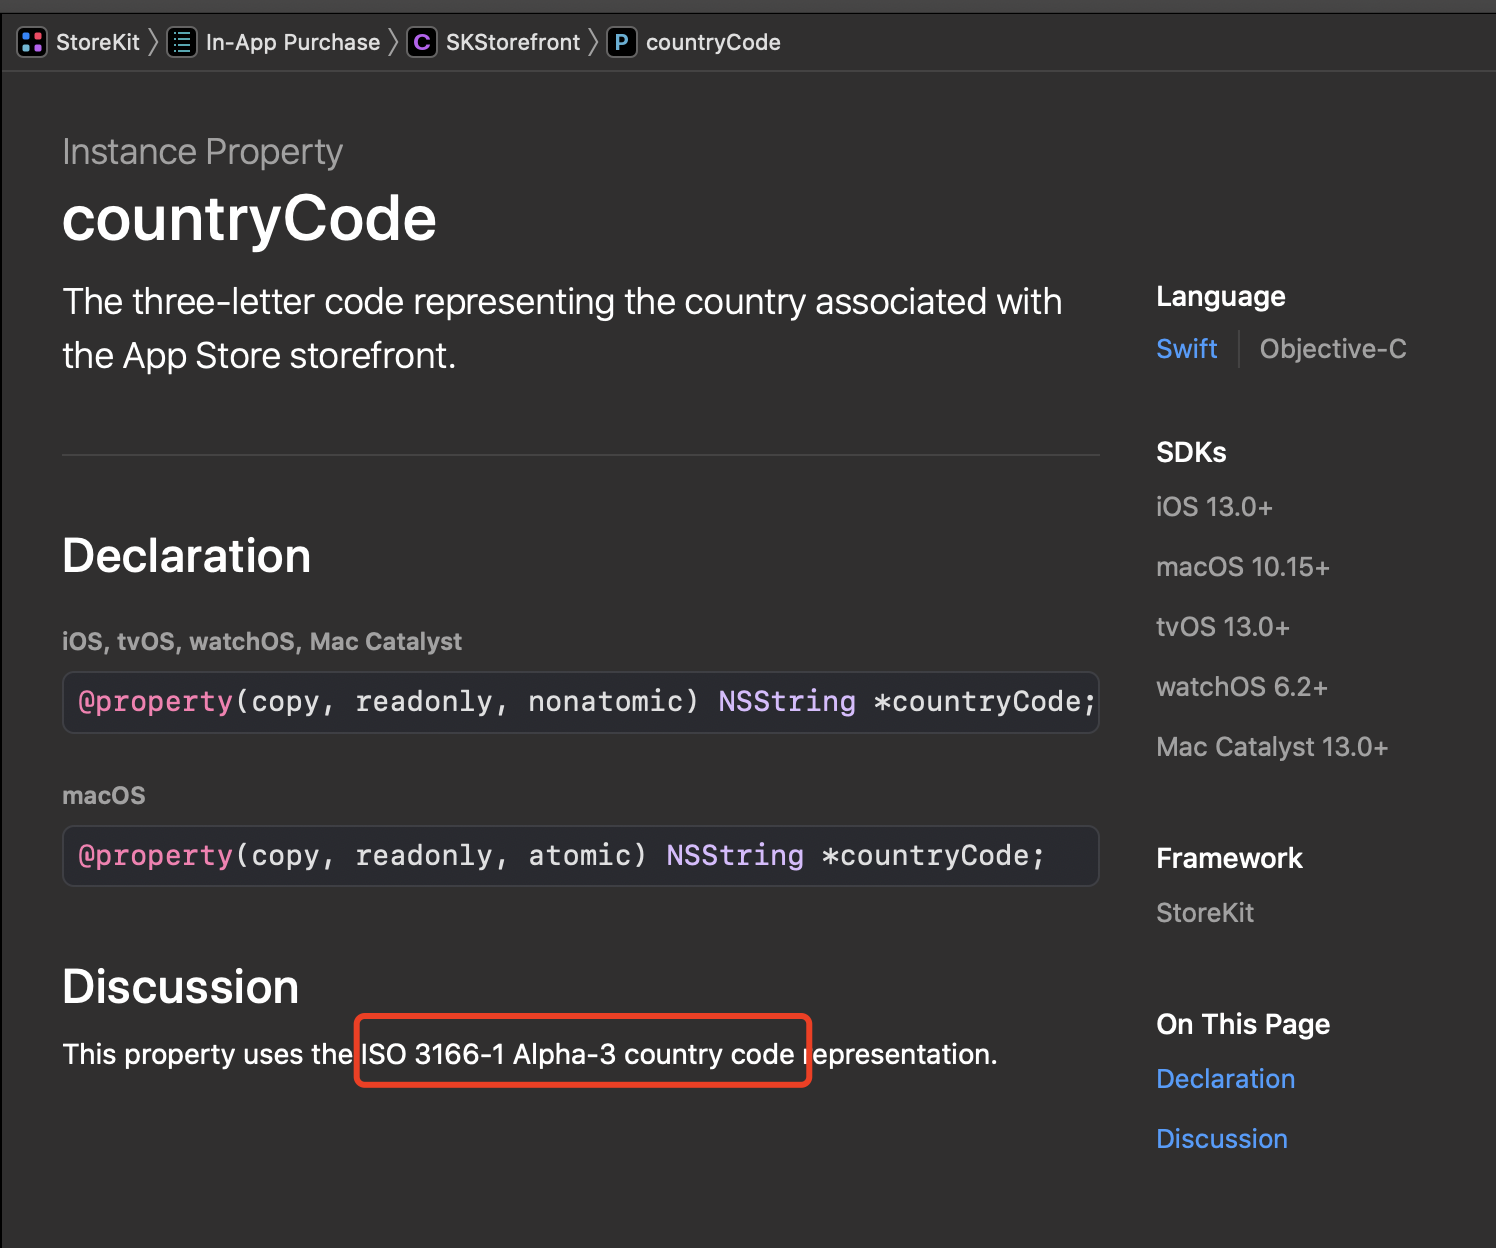 StoreKit In-App Purchase C SKStorefront P countryCode
Instance Property
countryCode
The three-letter code representing the country associated with
the App Store storefront.
Declaration
iOS, tvOS, watchOS, Mac Catalyst
@property(copy, readonly, nonatomic) NSString *countryCode;
macOS
@property(copy, readonly, atomic) NSString *countryCode;
Discussion
This property uses the ISO 3166-1 Alpha-3 country code representation.
Language
Swift Objective-C
SDKs
iOS 13.0+
macOS 10.15+
tvOS 13.0+
watchOS 6.2+
Mac Catalyst 13.0+
Framework
StoreKit
On This Page
Declaration
Discussion